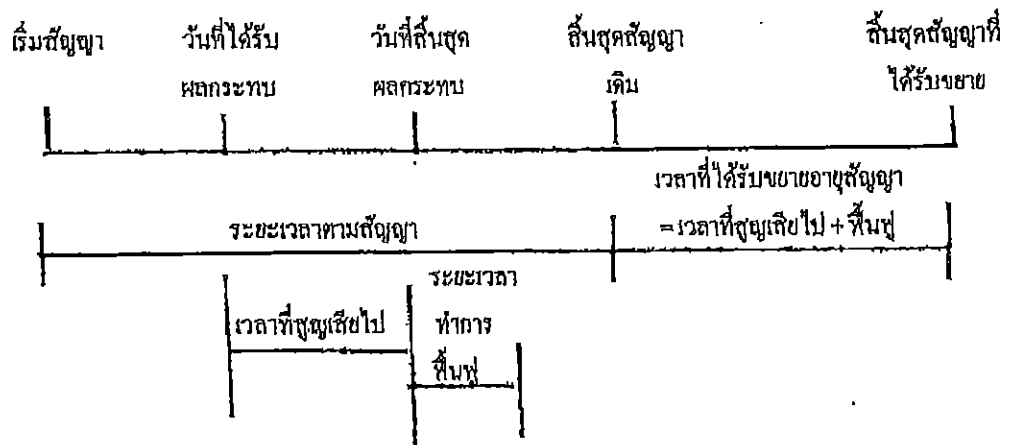 เริ่มสัญญา วันที่ได้รับ วันที่สิ้นสุด สิ้นสุดสัญญา สิ้นสุดสัญญาที่
ผลกระทบ ผลกระทบ เดิม ได้รับขยาย
เวลาที่ได้รับขยายอายุสัญญา
ระยะเวลาตามสัญญา =เวลาที่สูญเสียไป + ฟื้นฟู
ระยะเวลา
เวลาที่สูญเสียไป ทำการ
ฟื้นฟู